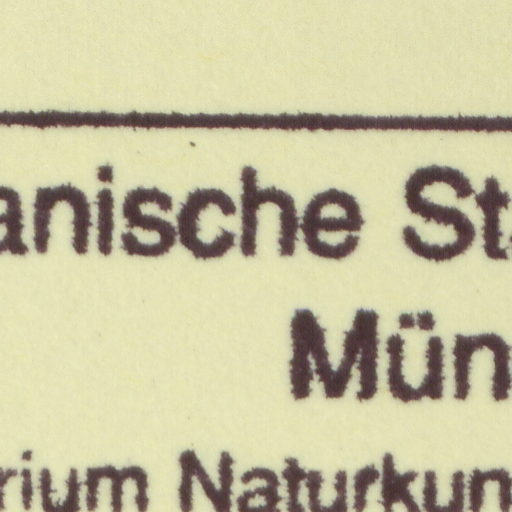 anische St
Mün
rium Naturkun